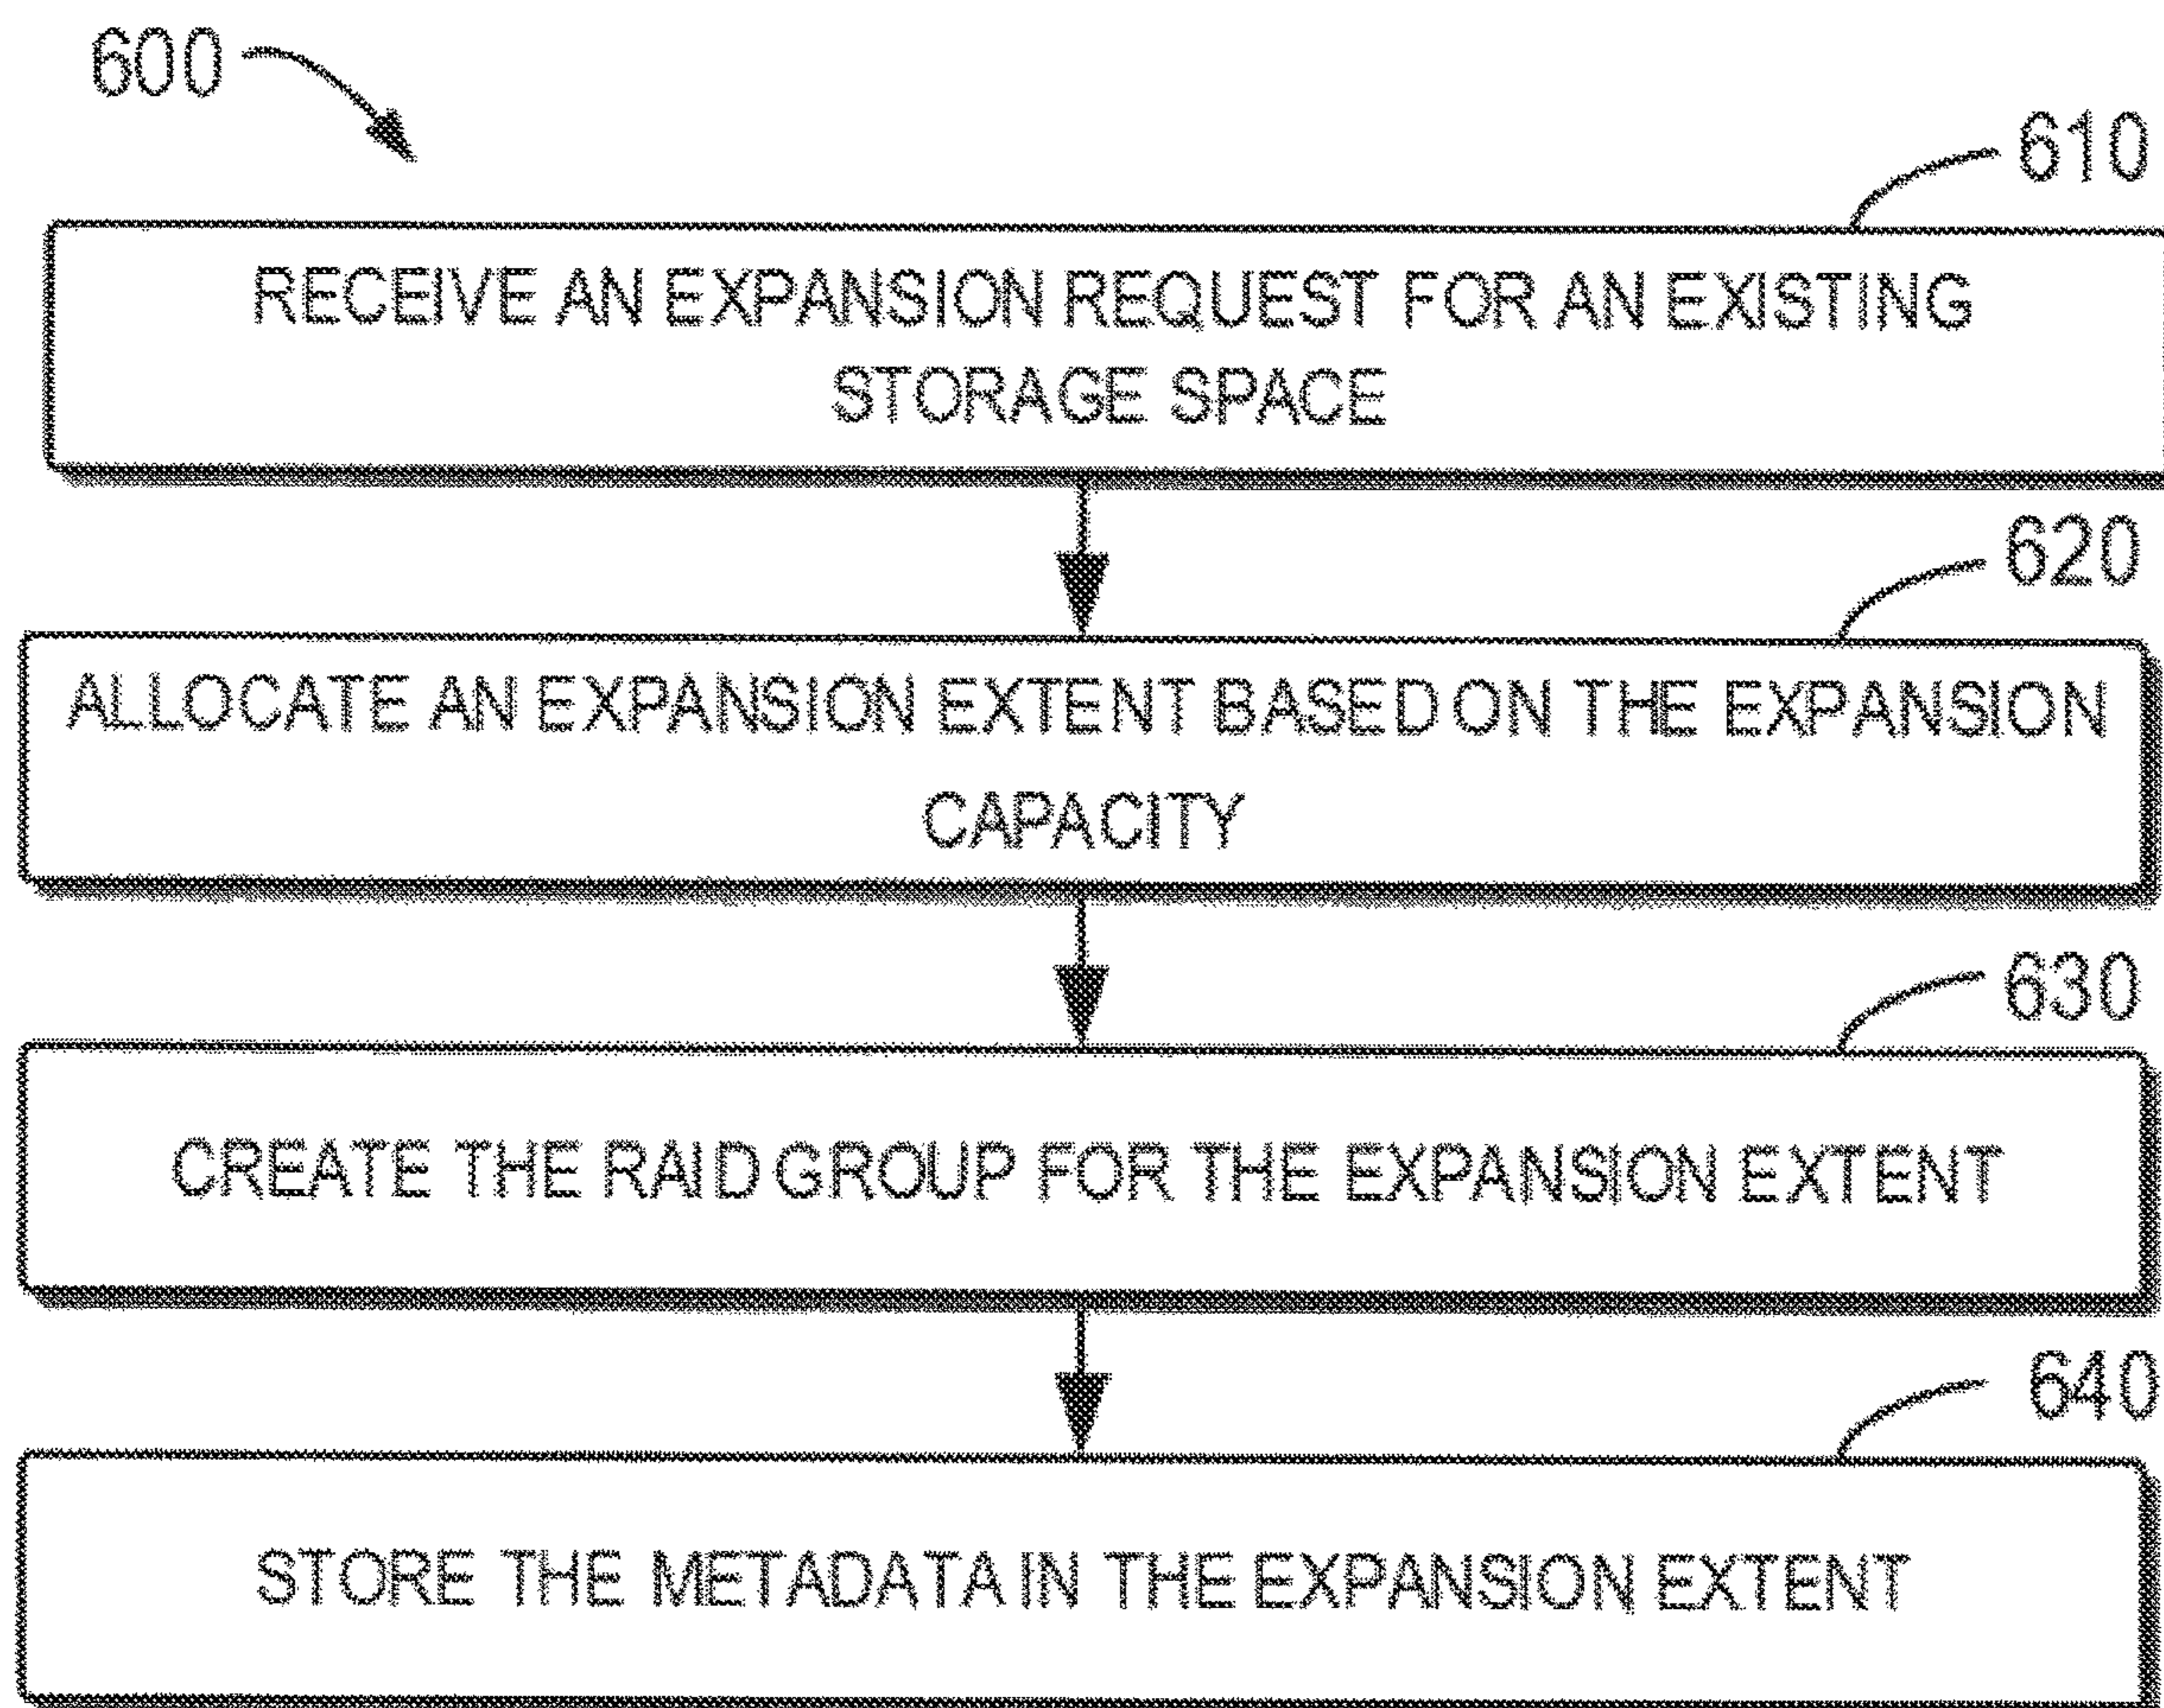 600
610
RECEIVE AN EXPANSION REQUEST FOR AN EXISTING
STORAGE SPACE
620
ALLOCATE AN EXPANSION EXTENT BASED ON THE EXPANSION
CAPACITY
630
CREATE THE RAID GROUP FOR THE EXPANSION EXTENT
640
STORE THE METADATA IN THE EXPANSION EXTENT